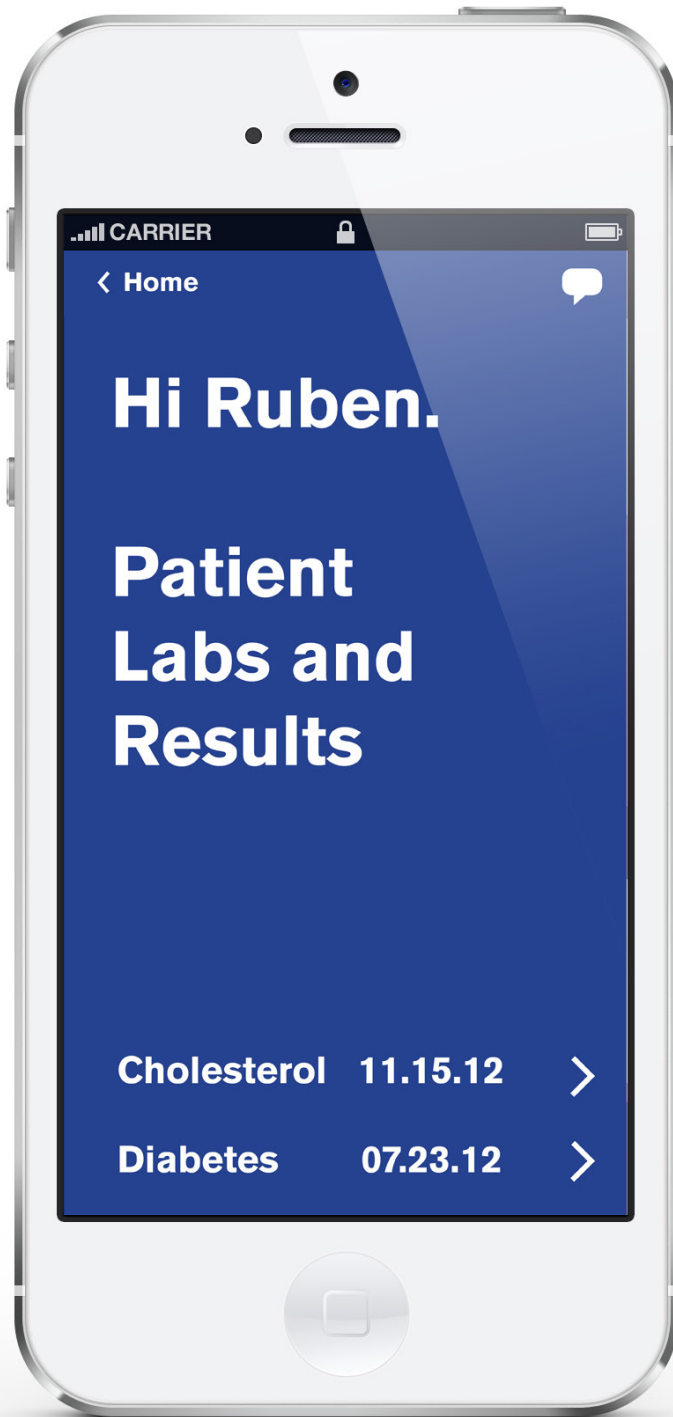 CARRIER
Home
Hi Ruben.
Patient
Labs and
Results
Cholesterol 11.15.12
Diabetes 07.23.12